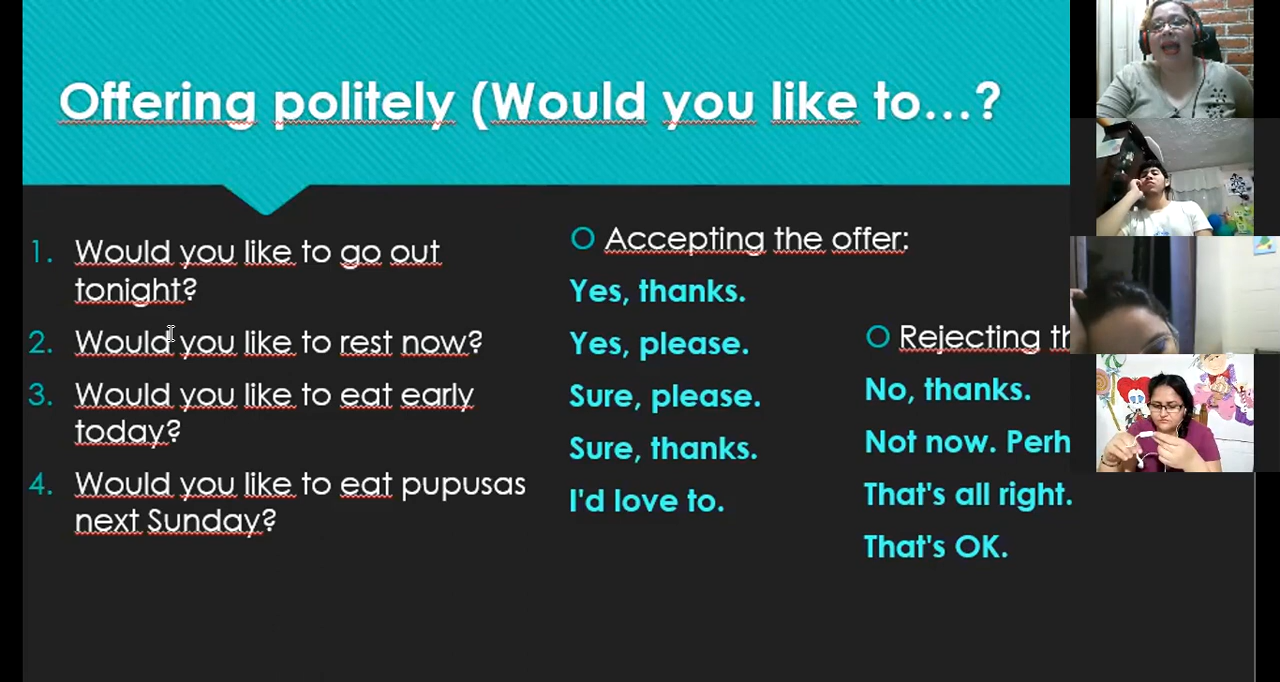 Offering politely (Would you like to...?
1. Would you like to go out
tonight?
2. Would you like to rest now?
3. Would you like to eat early
today?
4. Would you like to eat pupusas
next Sunday?
Accepting the offer:
Yes, thanks.
Yes, please.
Sure, please.
Sure, thanks.
I'd love to.
Rejecting
No, thanks.
Not now.
That's all right.
That's OK.